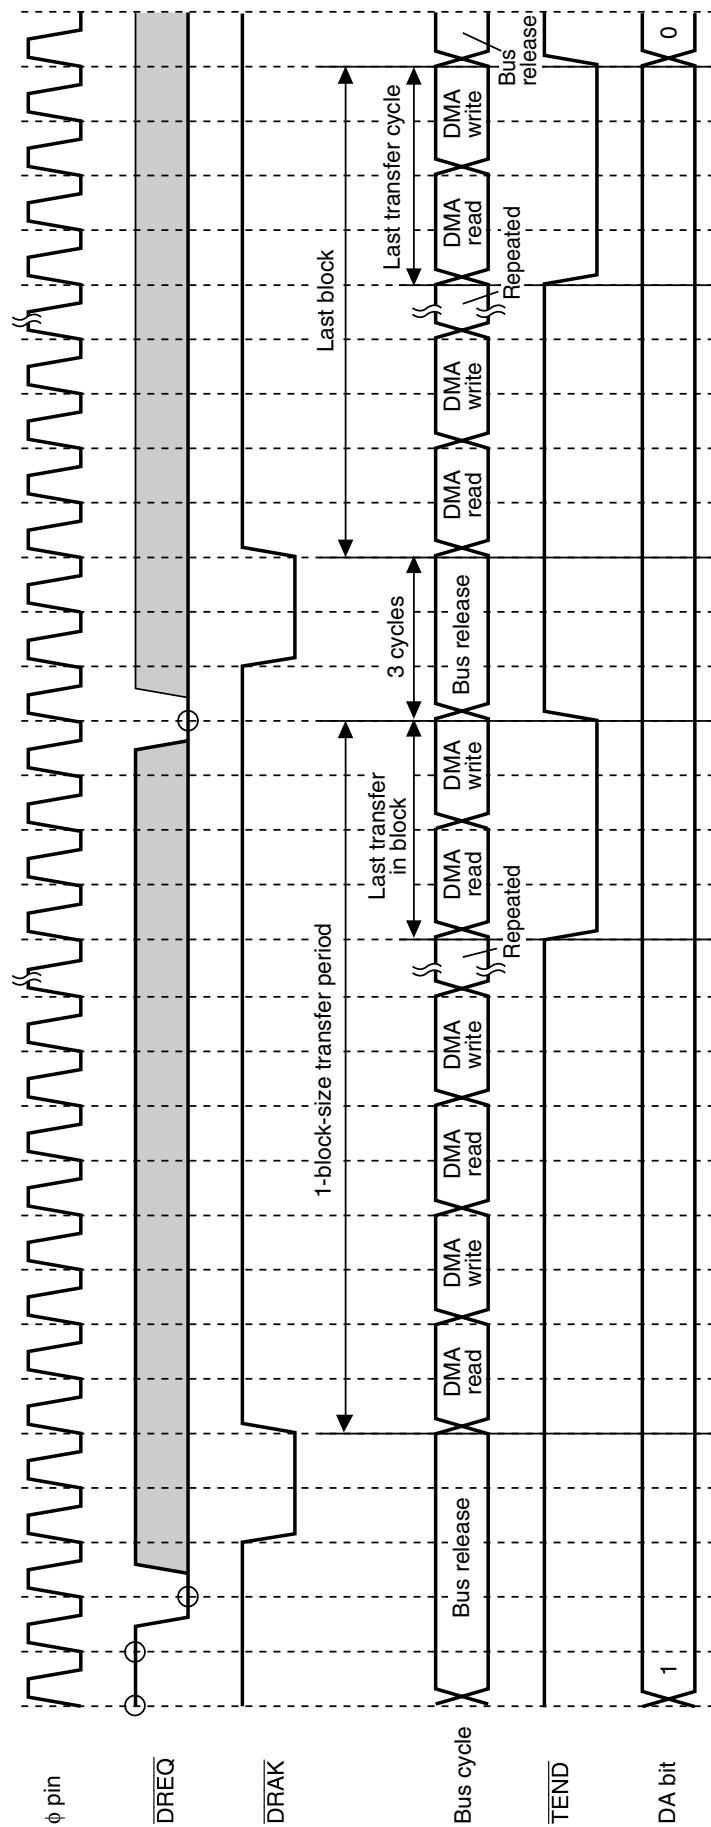 φ pin
DREQ
DRAK
Bus cycle
TEND
DA bit
1-block-size transfer period
Last block
Last transfer
in block
3 cycles
Last transfer cycle
Bus release
DMA
read
DMA
write
DMA
read
DMA
write
Repeated
DMA
read
DMA
write
Bus release
DMA
read
DMA
write
Repeated
DMA
read
DMA
write
Bus
release
1
0